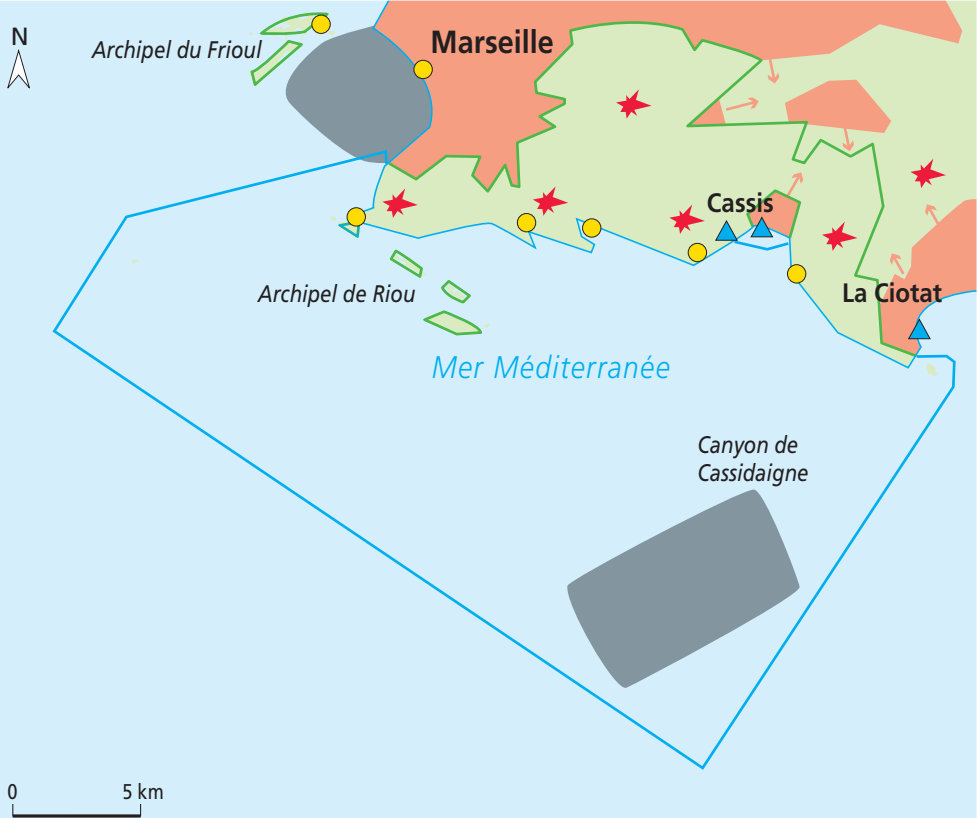 N
Archipel du Frioul
Marseille
Cassis
Archipel de Riou
La Ciotat
Mer Méditerranée
Canyon de
Cassidaigne
0 5 km